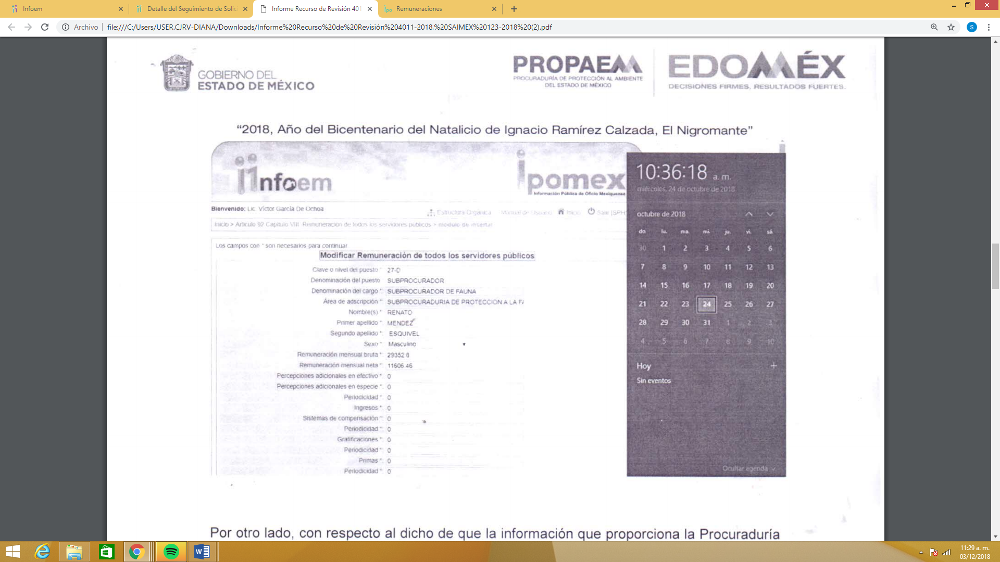 Infoem
Detalle del Seguimiento de Solic
Informe Recurso de Revisión 401
Remuneraciones
Archivo
file:///C:/Users/USER.CJRV-DIANA/Downloads/Informe%20Recurso%20de%20Revisión%204011-2018,%20SAIMEX%20123-2018%20(2).pdf
S
GOBIERNO DEL
ESTADO DE MÉXICO
PROPAEM
PROCURADURÍA DE PROTECCIÓN AL AMBIENTE
DEL ESTADO DE MÉXICO
EDOMÉX
DECISIONES FIRMES, RESULTADOS FUERTES.
“2018, Año del Bicentenario del Natalicio de Ignacio Ramírez Calzada, El Nigromante”
infoem
ipomex
Información Pública de Oficio Mexiquense
Bienvenido: Lic. Víctor García De Ochoa
Estructura Orgánica Manual de Usuario Inicio Salir [SPH
Inicio > Artículo 92 Capítulo VIII. Remuneración de todos los servidores públicos > modulo de insertar
Los campos con * son necesarios para continuar
Modificar Remuneración de todos los servidores públicos
Clave o nivel del puesto *: 27-D
Denominación del puesto SUBPROCURADOR
Denominación del cargo *: SUBPROCURADOR DE FAUNA
Área de adscripción *: SUBPROCURADURIA DE PROTECCION A LA FA
Nombre(s) *: RENATO
Primer apellido *: MENDEZ
Segundo apellido *: ESQUIVEL
Sexo *: Masculino
Remuneración mensual bruta *: 29352.8
Remuneración mensual neta *: 11606.46
Percepciones adicionales en efectivo *: 0
Percepciones adicionales en especie *: 0
Periodicidad *: 0
Ingresos *: 0
Sistemas de compensación *: 0
Periodicidad *: 0
Gratificaciones *: 0
Periodicidad *: 0
Primas *: 0
Periodicidad *: 0
10:36:18 a. m.
miércoles, 24 de octubre de 2018
octubre de 2018
do. lu. ma. mi. ju. vi. sá.
30 1 2 3 4 5 6
7 8 9 10 11 12 13
14 15 16 17 18 19 20
21 22 23 24 25 26 27
28 29 30 31 1 2 3
4 5 6 7 8 9 10
Hoy
Sin eventos
Ocultar agenda
Por otro lado, con respecto al dicho de que la información que proporciona la Procuraduría
11:29 a. m.
03/12/2018